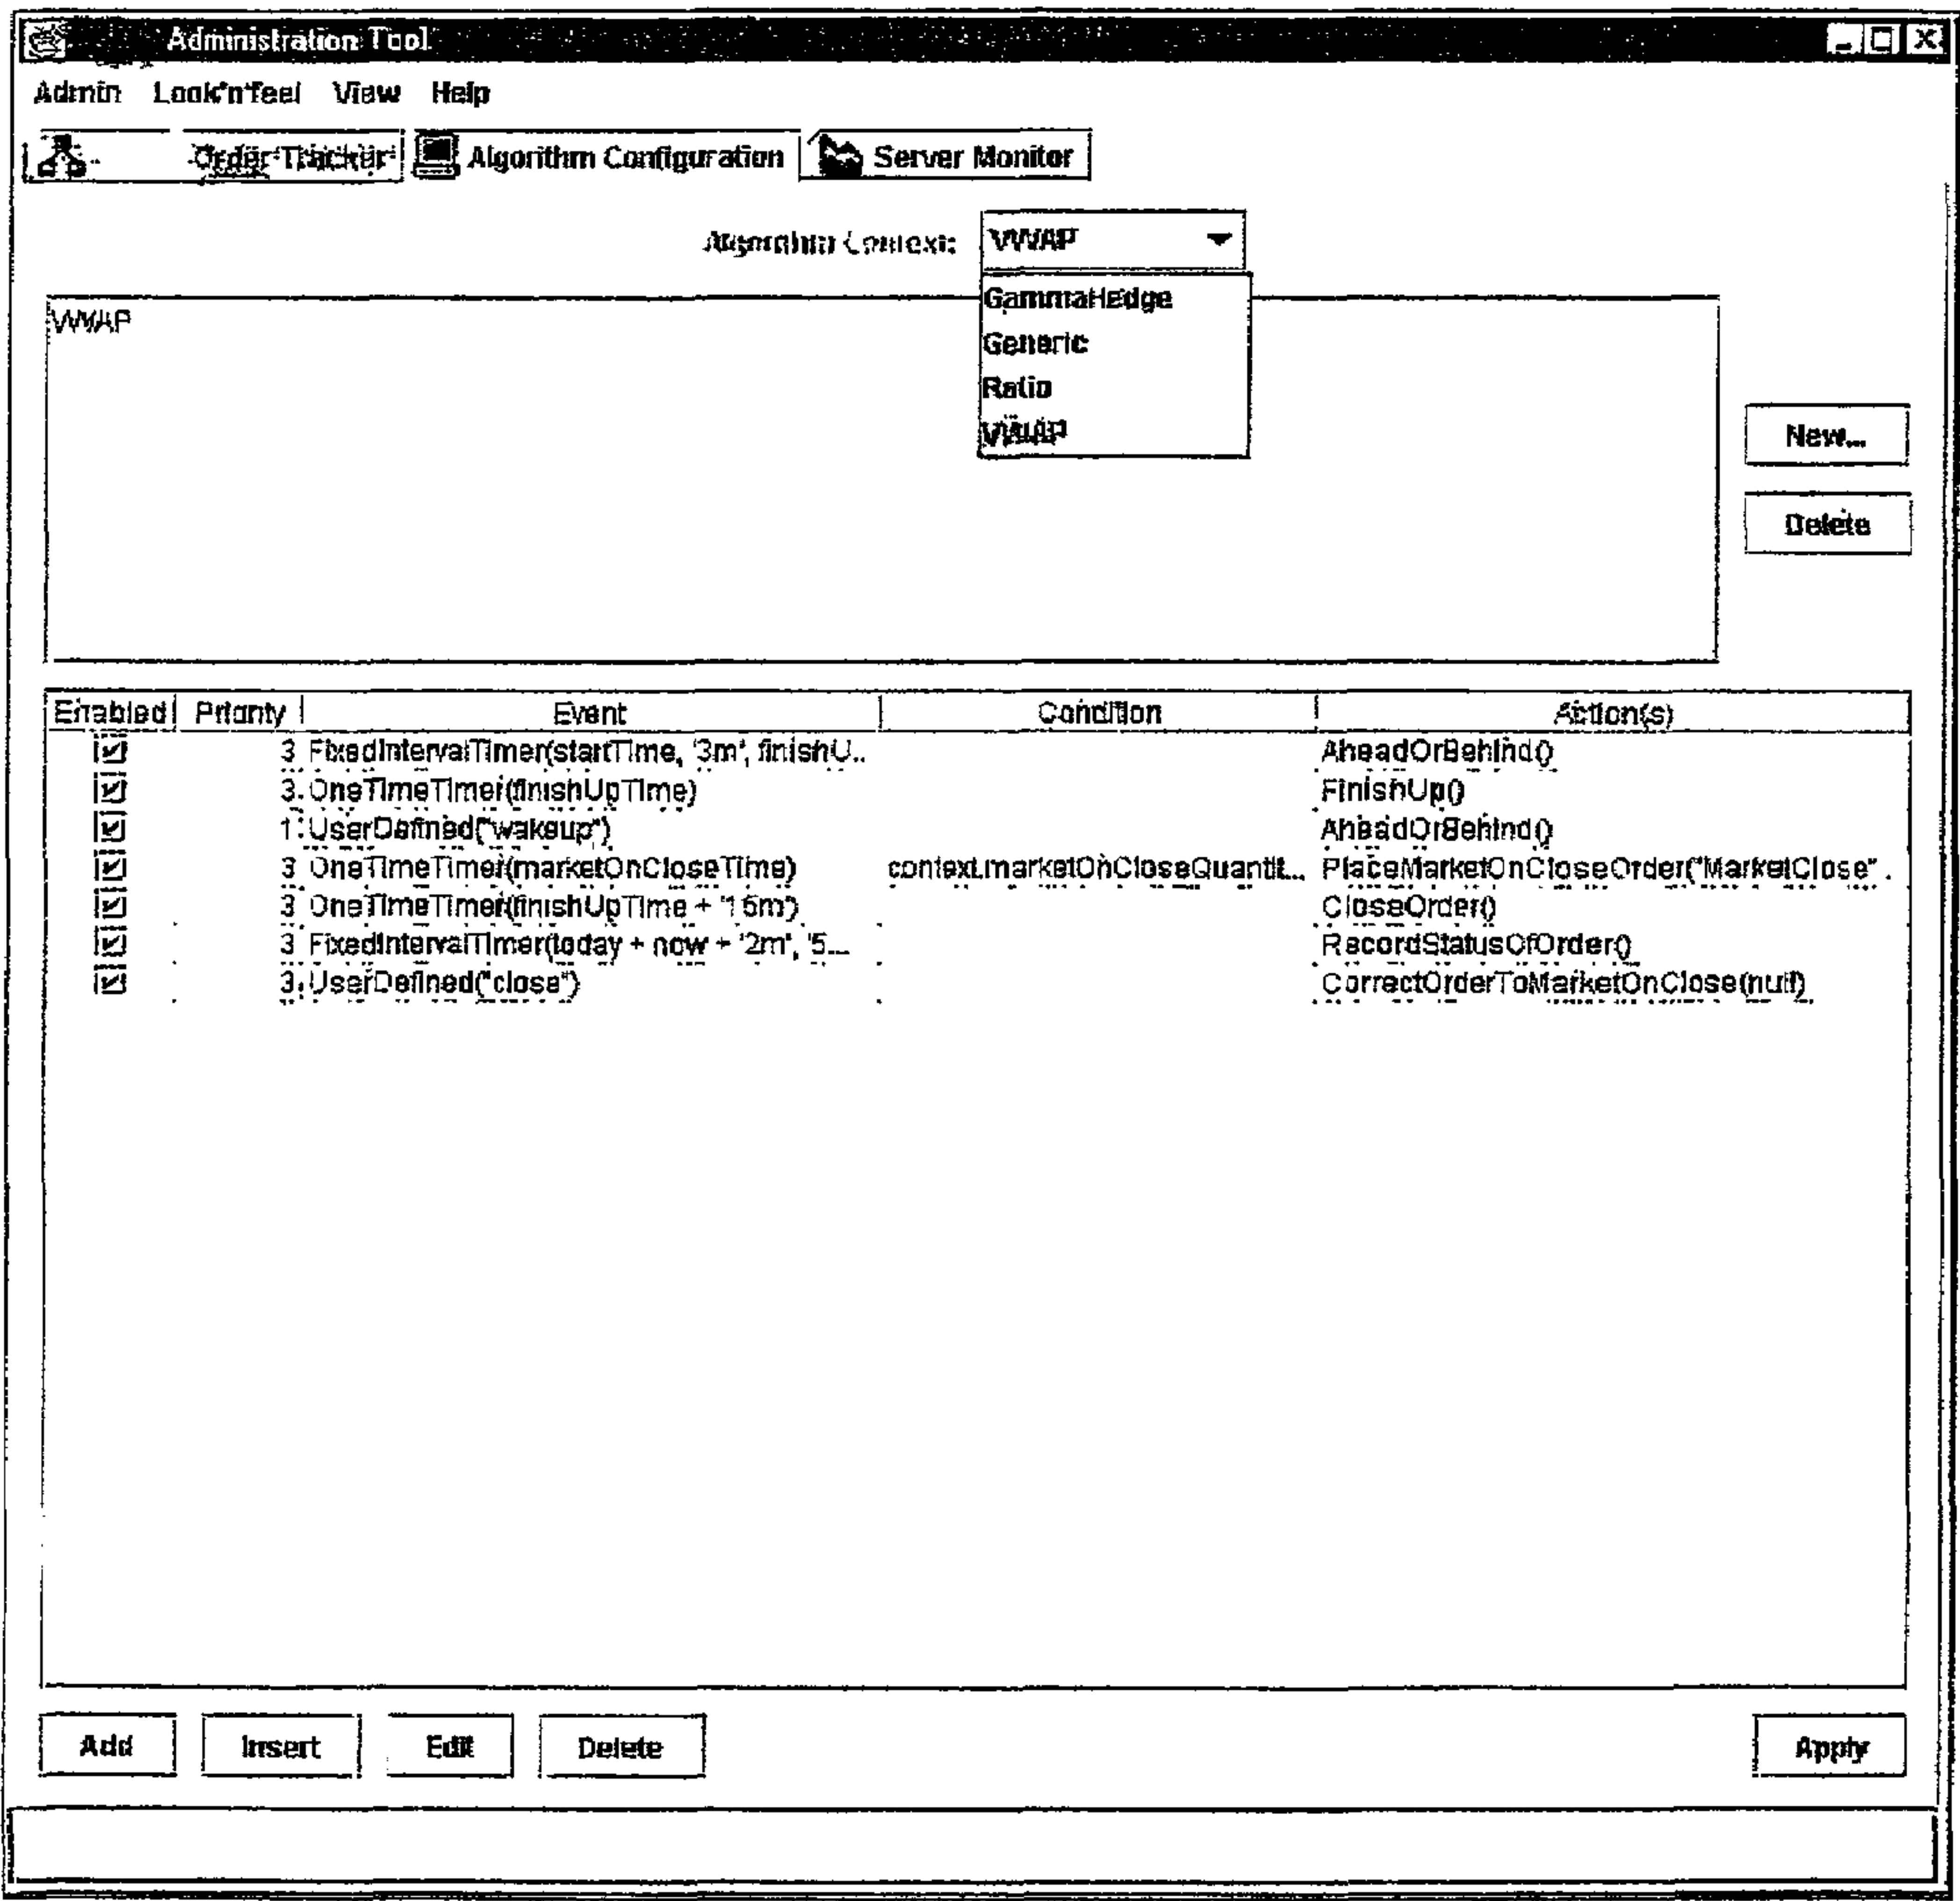 Administration Tool
Admin Look'n'feel View Help
Order Tracker Algorithm Configuration Server Monitor
Algorithm Context: VWAP
GammaHedge
Generic
Ratio
VWAP
VWAP
New...
Delete
Enabled Priority Event Condition Action(s)
3 FixedIntervalTimer(startTime, '3m', finishU... AheadOrBehind()
3 OneTimeTimer(finishUpTime) FinishUp()
1 UserDefined("wakeup") AheadOrBehind()
3 OneTimeTimer(marketOnCloseTime) context.marketOnCloseQuantit... PlaceMarketOnCloseOrder("MarketClose" .
3 OneTimeTimer(finishUpTime + '15m') CloseOrder()
3 FixedIntervalTimer(today + now + '2m', '5... RecordStatusOfOrder()
3 UserDefined("close") CorrectOrderToMarketOnClose(null)
Add Insert Edit Delete Apply